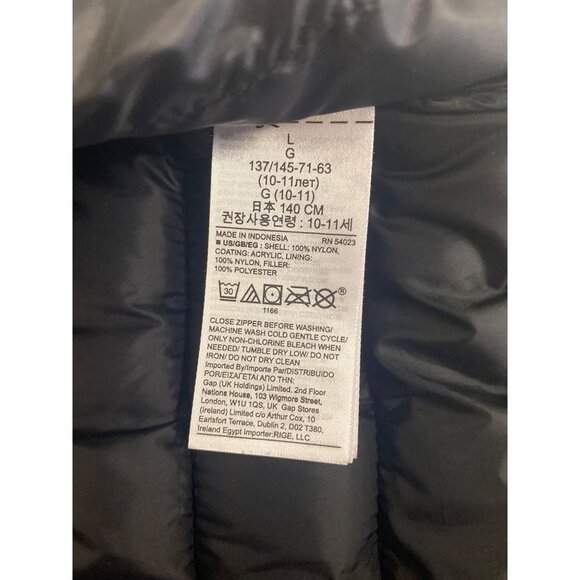 L
G
137/145-71-63
(10-11лет)
G (10-11)
日本 140 CM
권장사용연령 : 10-11세
MADE IN INDONESIA RN 54023
■ US/GB/EG : SHELL: 100% NYLON,
COATING: ACRYLIC, LINING:
100% NYLON, FILLER:
100% POLYESTER
30
®
1166
CLOSE ZIPPER BEFORE WASHING/
MACHINE WASH COLD GENTLE CYCLE/
ONLY NON-CHLORINE BLEACH WHEN
NEEDED/ TUMBLE DRY LOW/ DO NOT
IRON/ DO NOT DRY CLEAN
Imported By/Importe Par/DISTRIBUIDO
POR/ΕΙΣΑΓΕΤΑΙ ΑΠΟ ΤΗΝ:
Gap (UK Holdings) Limited, 2nd Floor
Nations House, 103 Wigmore Street
London, W1U 1QS, UK Gap Stores
(Ireland) Limited c/o Arthur Cox, 10
Earlsfort Terrace, Dublin 2, D02 T380,
Ireland Egypt Importer:RIGE, LLC